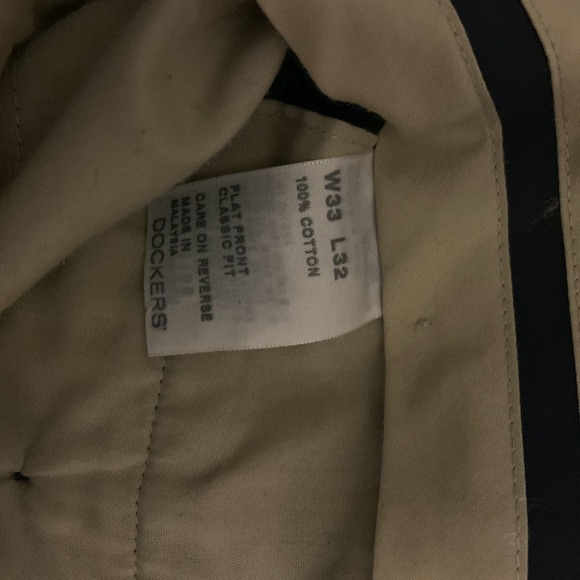 W33 L32
100% COTTON
FLAT FRONT
CLASSIC FIT
CARE ON REVERSE
MADE IN
MALAYSIA
DOCKERS